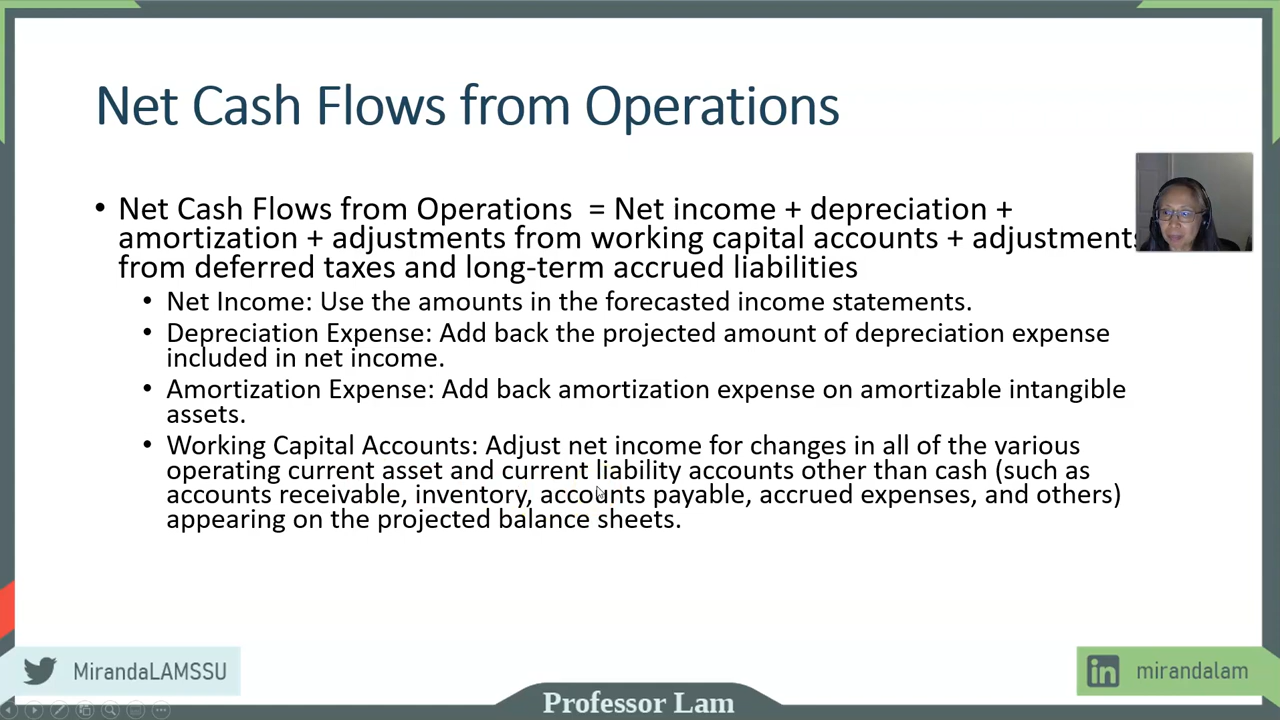 Net Cash Flows from Operations
• Net Cash Flows from Operations = Net income + depreciation +
amortization + adjustments from working capital accounts + adjustments
from deferred taxes and long-term accrued liabilities
• Net Income: Use the amounts in the forecasted income statements.
• Depreciation Expense: Add back the projected amount of depreciation expense
included in net income.
• Amortization Expense: Add back amortization expense on amortizable intangible
assets.
• Working Capital Accounts: Adjust net income for changes in all of the various
operating current asset and current liability accounts other than cash (such as
accounts receivable, inventory, accounts payable, accrued expenses, and others)
appearing on the projected balance sheets.
MirandaLAMSSU
in mirandalam
Professor Lam